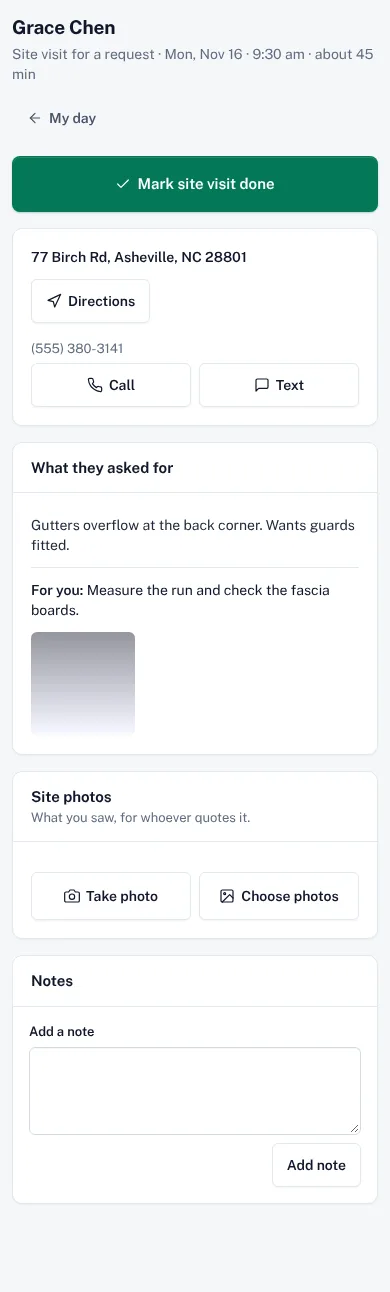 Grace Chen
Site visit for a request · Mon, Nov 16 · 9:30 am · about 45
min
My day
Mark site visit done
77 Birch Rd, Asheville, NC 28801
Directions
(555) 380-3141
Call
Text
What they asked for
Gutters overflow at the back corner. Wants guards
fitted.
For you: Measure the run and check the fascia
boards.
Site photos
What you saw, for whoever quotes it.
Take photo
Choose photos
Notes
Add a note
Add note